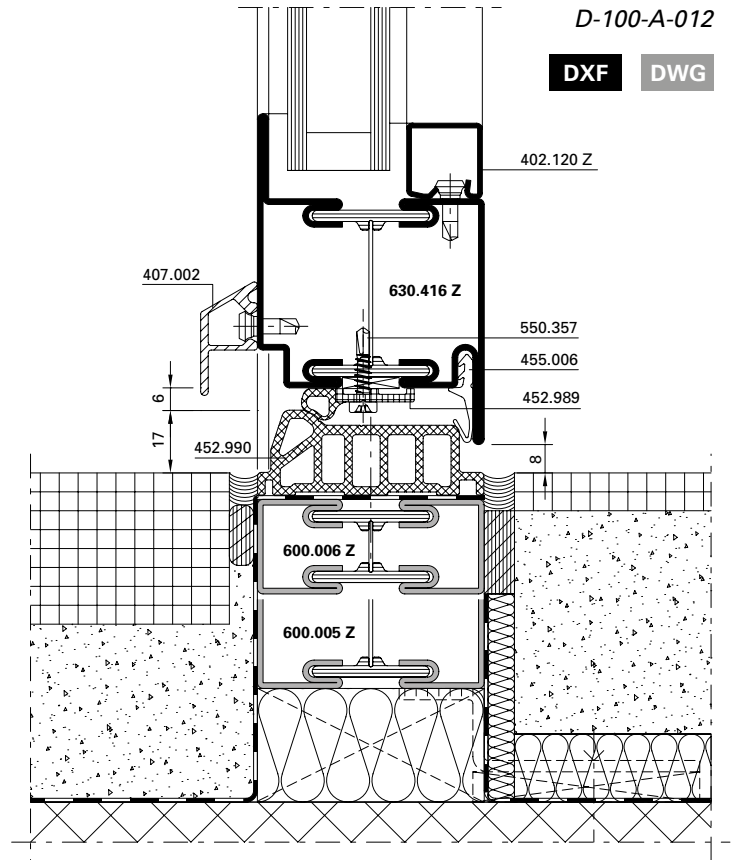 D-100-A-012
DXF DWG
402.120 Z
407.002
630.416 Z
550.357
455.006
6
452.989
17
452.990
8
600.006 Z
600.005 Z